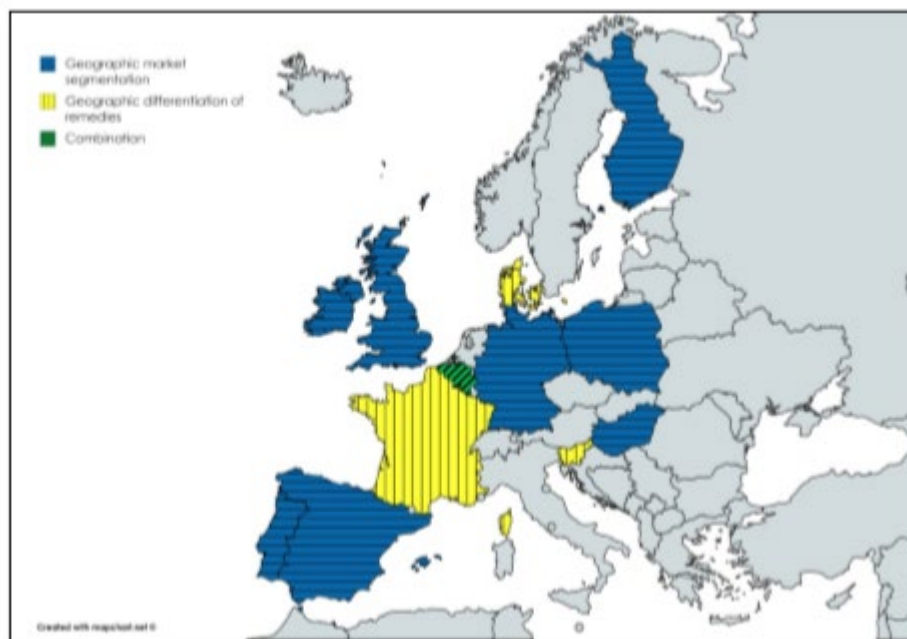 Geographic market
segmentation
Geographic differentiation of
remedies
Combination
Created with mapchart.net ©